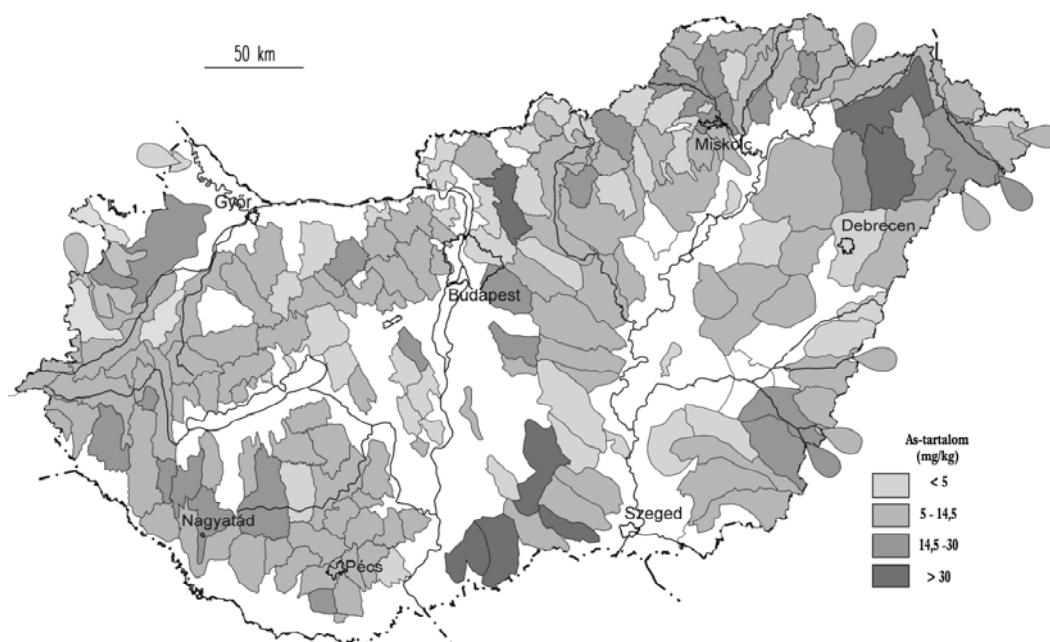 50 km
Miskolc
Győr
Debrecen
Budapest
As-tartalom
(mg/kg)
< 5
5 - 14,5
14,5 -30
> 30
Szeged
Nagyatád
Pécs